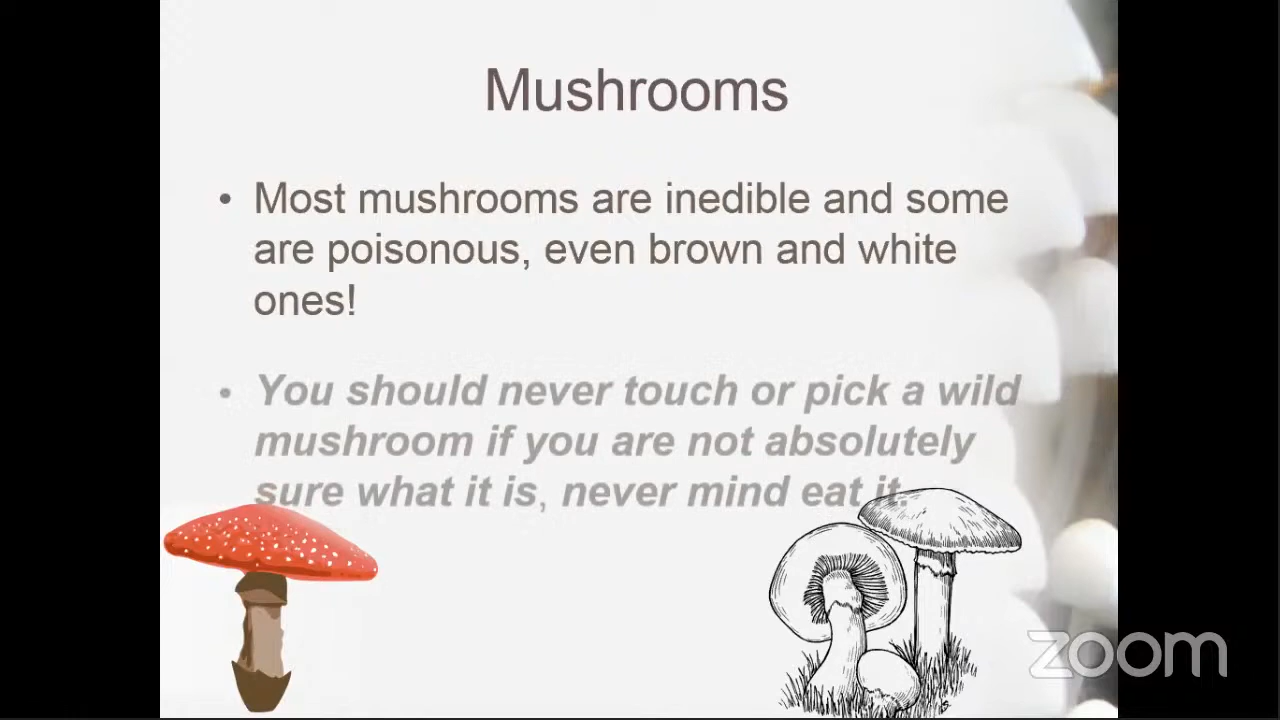 Mushrooms
• Most mushrooms are inedible and some
are poisonous, even brown and white
ones!
• You should never touch or pick a wild
mushroom if you are not absolutely
sure what it is, never mind eat it.
zoom